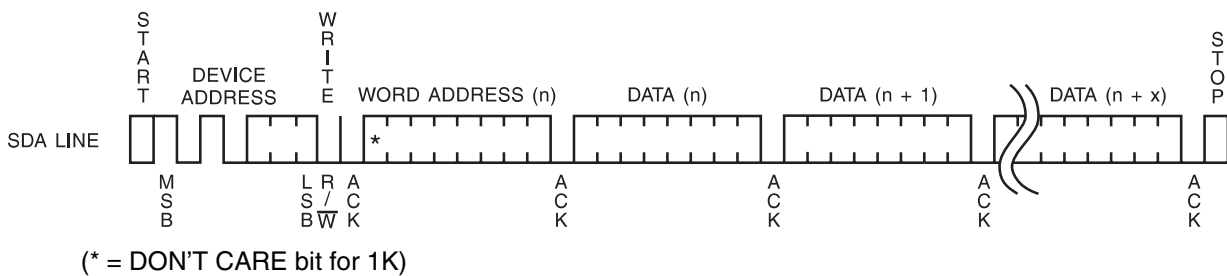 START
WRITE
STOP
DEVICE
ADDRESS
WORD ADDRESS (n)
DATA (n)
DATA (n + 1)
DATA (n + x)
SDA LINE
*
MSB
LSB
R/W
ACK
ACK
ACK
ACK
ACK
(* = DON'T CARE bit for 1K)